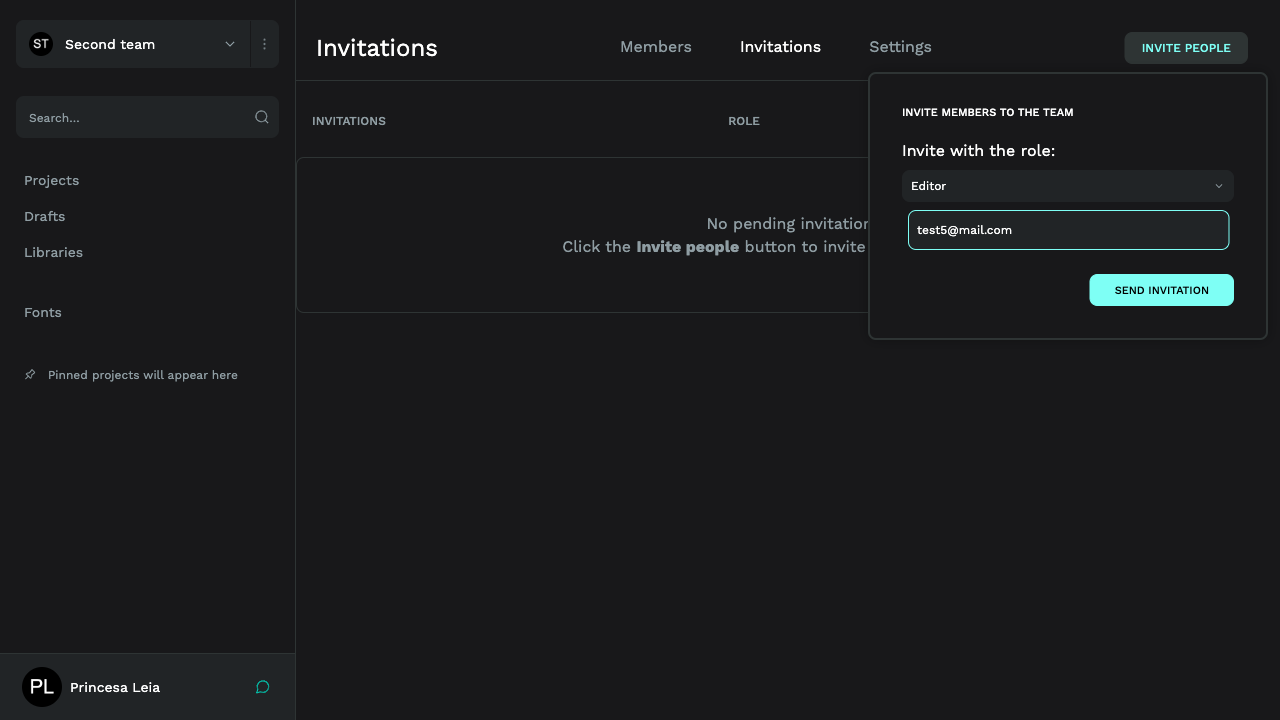 ST Second team
Search...
Projects
Drafts
Libraries
Fonts
Pinned projects will appear here
PL Princesa Leia
Invitations
Members
Invitations
Settings
INVITE PEOPLE
INVITATIONS
ROLE
No pending
Click the Invite people button to invite
INVITE MEMBERS TO THE TEAM
Invite with the role:
Editor
test5@mail.com
SEND INVITATION